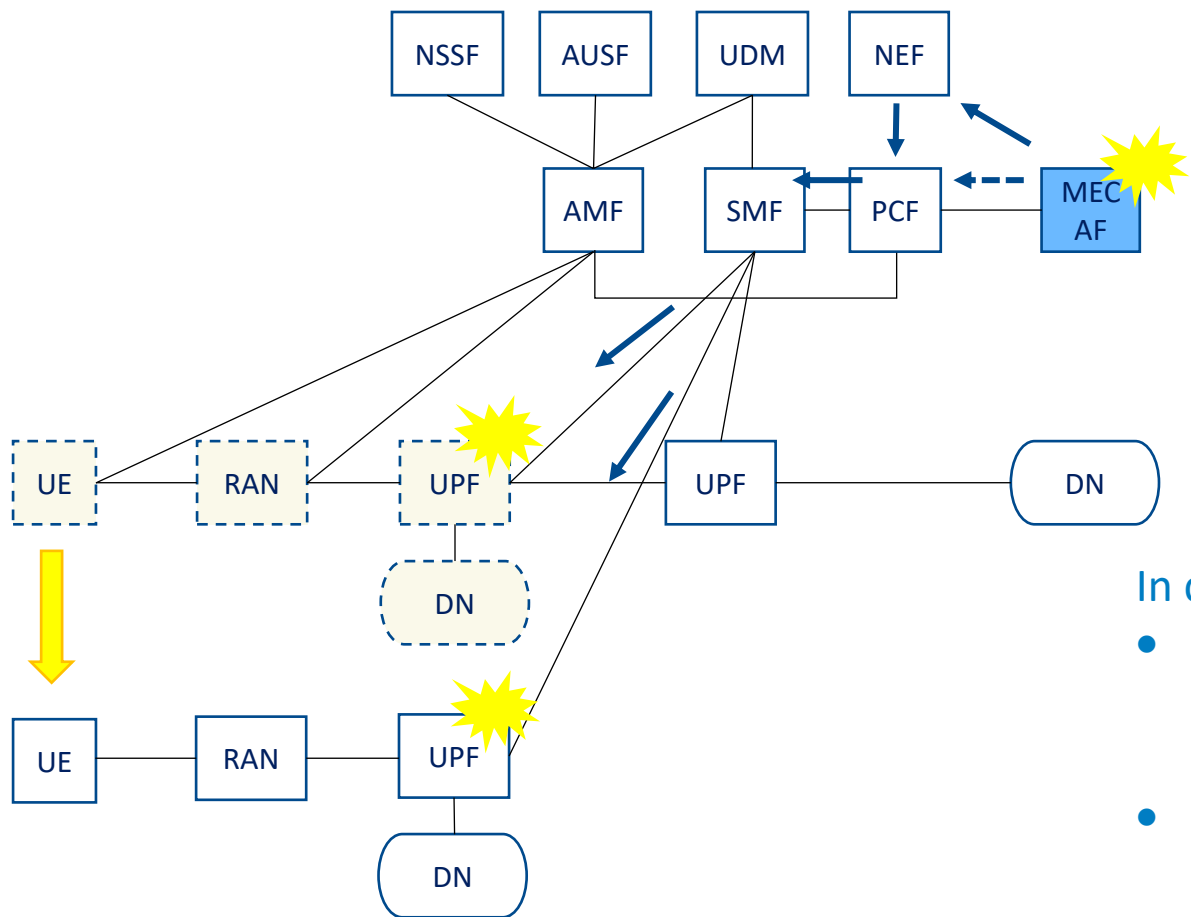 NSSF
AUSF
UDM
NEF
AMF
SMF
PCF
MEC
AF
UE
RAN
UPF
UPF
DN
DN
In
•
•
UE
RAN
UPF
DN